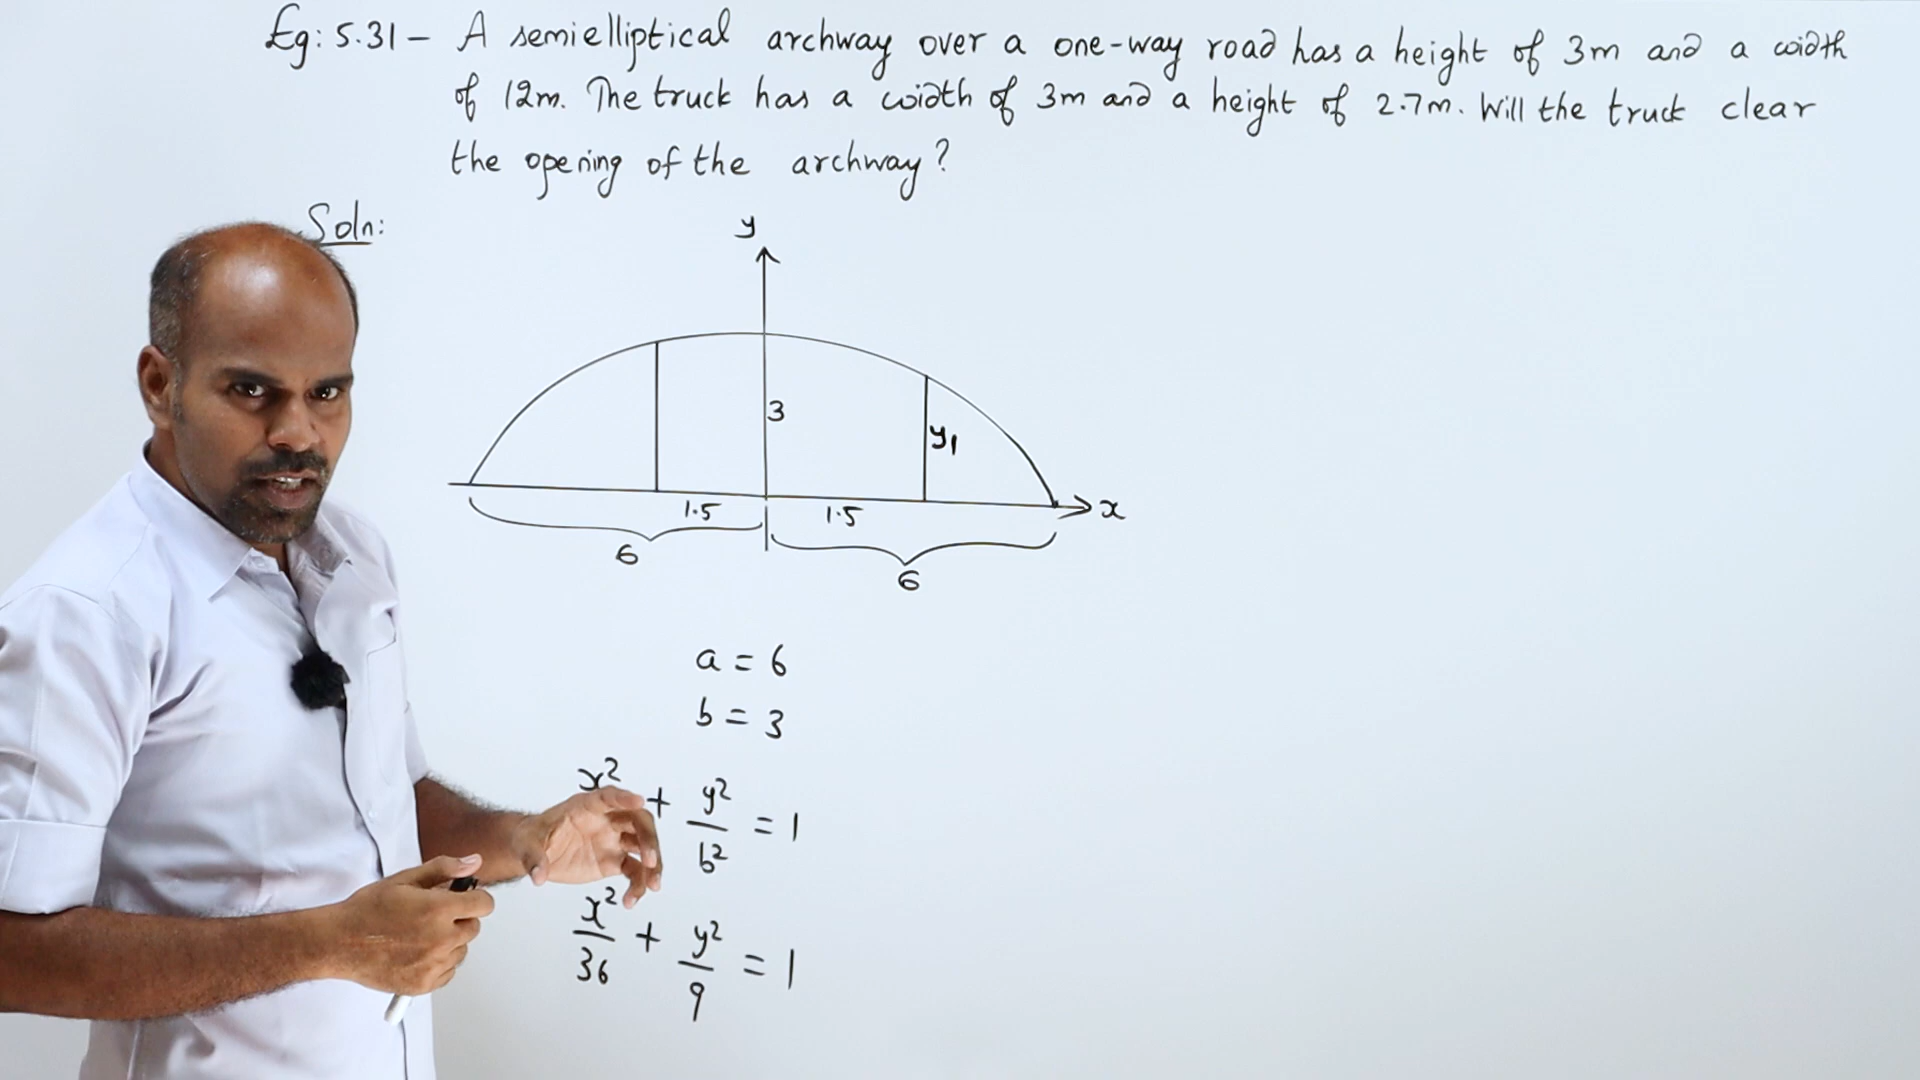 Eg: 5.31 - A semielliptical archway over a one-way road has a height of 3m and a width
of 12m. The truck has a width of 3m and a height of 2.7m. Will the truck clear
the opening of the archway?
Soln:
y
3
y₁
1.5 1.5
x
6 6
a = 6
b = 3
x² + y²/b² = 1
x²/36 + y²/9 = 1